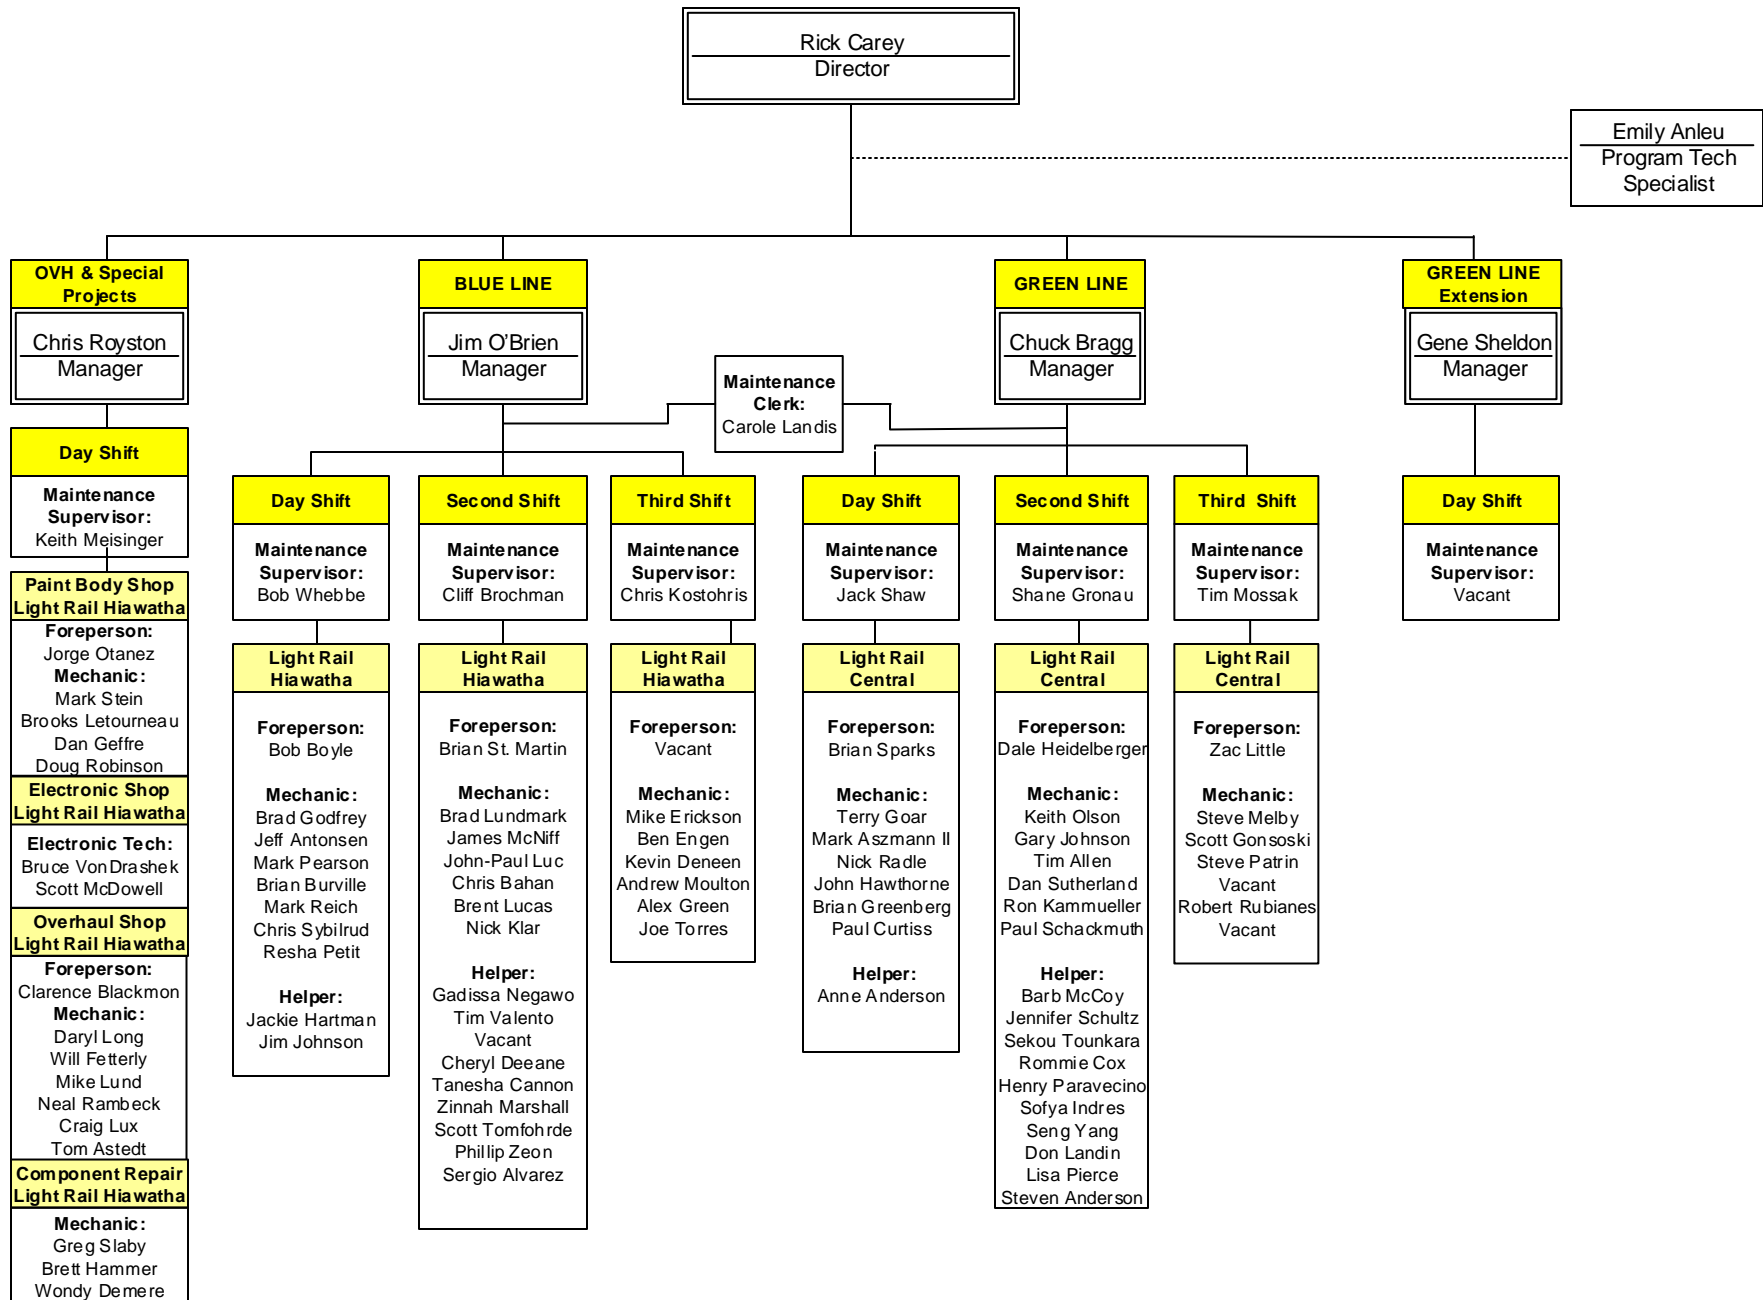 Rick Carey
Director
Emily Anleu
Program Tech
Specialist
OVH & Special
Projects
Chris Royston
Manager
BLUE LINE
Jim O'Brien
Manager
GREEN LINE
Chuck Bragg
Manager
GREEN LINE
Extension
Gene Sheldon
Manager
Maintenance
Clerk:
Carole Landis
Day Shift
Maintenance
Supervisor:
Keith Meisinger
Paint Body Shop
Light Rail Hiawatha
Foreperson:
Jorge Otanez
Mechanic:
Mark Stein
Brooks Letourneau
Dan Geffre
Doug Robinson
Electronic Shop
Light Rail Hiawatha
Electronic Tech:
Bruce VonDrashek
Scott McDowell
Overhaul Shop
Light Rail Hiawatha
Foreperson:
Clarence Blackmon
Mechanic:
Daryl Long
Will Fetterly
Mike Lund
Neal Rambeck
Craig Lux
Tom Astedt
Component Repair
Light Rail Hiawatha
Mechanic:
Greg Slaby
Brett Hammer
Wondy Demere
Day Shift
Maintenance
Supervisor:
Bob Whebbe
Light Rail
Hiawatha
Foreperson:
Bob Boyle
Mechanic:
Brad Godfrey
Jeff Antonsen
Mark Pearson
Brian Burville
Mark Reich
Chris Sybilrud
Resha Petit
Helper:
Jackie Hartman
Jim Johnson
Second Shift
Maintenance
Supervisor:
Cliff Brochman
Light Rail
Hiawatha
Foreperson:
Brian St. Martin
Mechanic:
Brad Lundmark
James McNiff
John-Paul Luc
Chris Bahan
Brent Lucas
Nick Klar
Helper:
Gadissa Negawo
Tim Valento
Vacant
Cheryl Deeane
Tanesha Cannon
Zinnah Marshall
Scott Tomfohrde
Phillip Zeon
Sergio Alvarez
Third Shift
Maintenance
Supervisor:
Chris Kostohris
Light Rail
Hiawatha
Foreperson:
Vacant
Mechanic:
Mike Erickson
Ben Engen
Kevin Deneen
Andrew Moulton
Alex Green
Joe Torres
Day Shift
Maintenance
Supervisor:
Jack Shaw
Light Rail
Central
Foreperson:
Brian Sparks
Mechanic:
Terry Goar
Mark Aszmann II
Nick Radle
John Hawthorne
Brian Greenberg
Paul Curtiss
Helper:
Anne Anderson
Second Shift
Maintenance
Supervisor:
Shane Gronau
Light Rail
Central
Foreperson:
Dale Heidelberger
Mechanic:
Keith Olson
Gary Johnson
Tim Allen
Dan Sutherland
Ron Kammueller
Paul Schackmuth
Helper:
Barb McCoy
Jennifer Schultz
Sekou Tounkara
Rommie Cox
Henry Paravecino
Sofya Indres
Seng Yang
Don Landin
Lisa Pierce
Steven Anderson
Third Shift
Maintenance
Supervisor:
Tim Mossak
Light Rail
Central
Foreperson:
Zac Little
Mechanic:
Steve Melby
Scott Gonsoski
Steve Patrin
Vacant
Robert Rubianes
Vacant
Day Shift
Maintenance
Supervisor:
Vacant